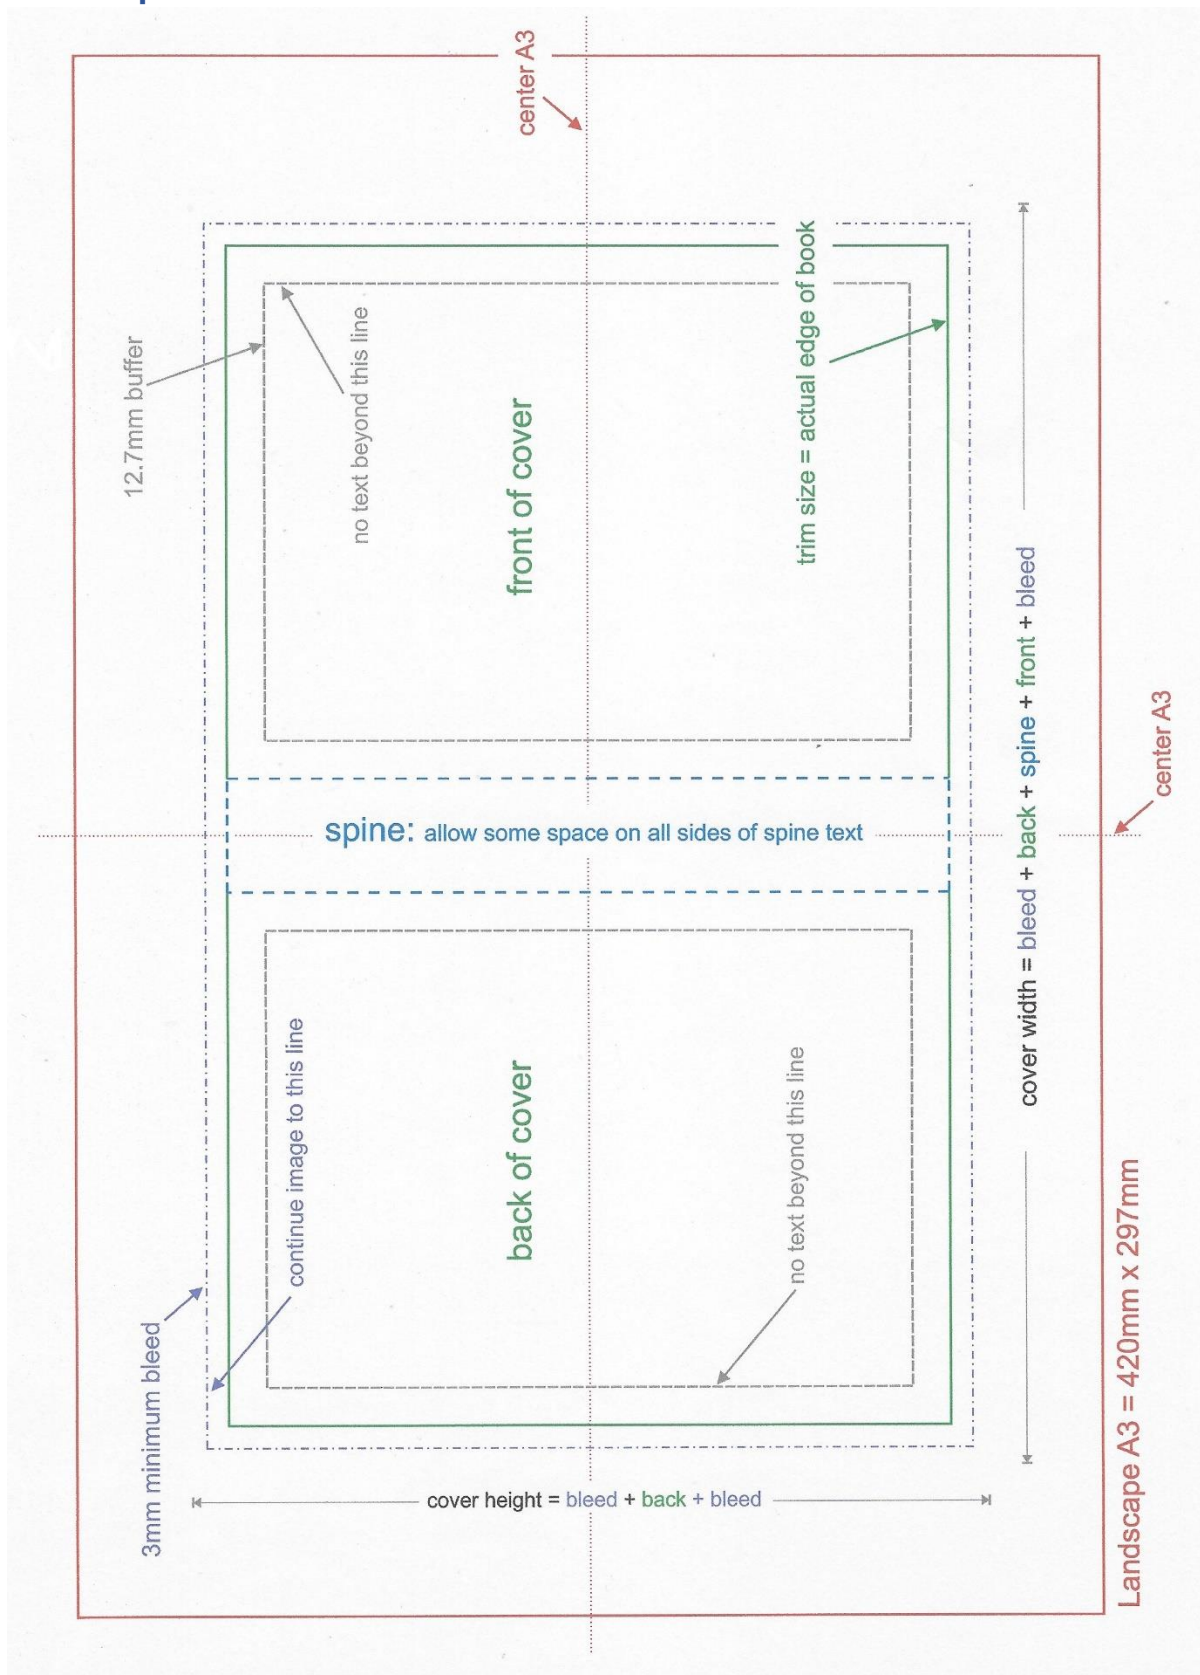 center A3
12.7mm buffer
no text beyond this line
front of cover
trim size = actual edge of book
spine: allow some space on all sides of spine text
center A3
cover width = bleed + back + spine + front + bleed
continue image to this line
back of cover
no text beyond this line
3mm minimum bleed
cover height = bleed + back + bleed
Landscape A3 = 420mm x 297mm